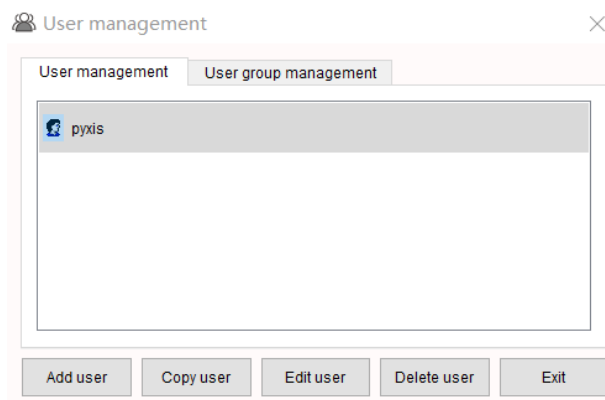 User management
User management User group management
pyxis
Add user Copy user Edit user Delete user Exit